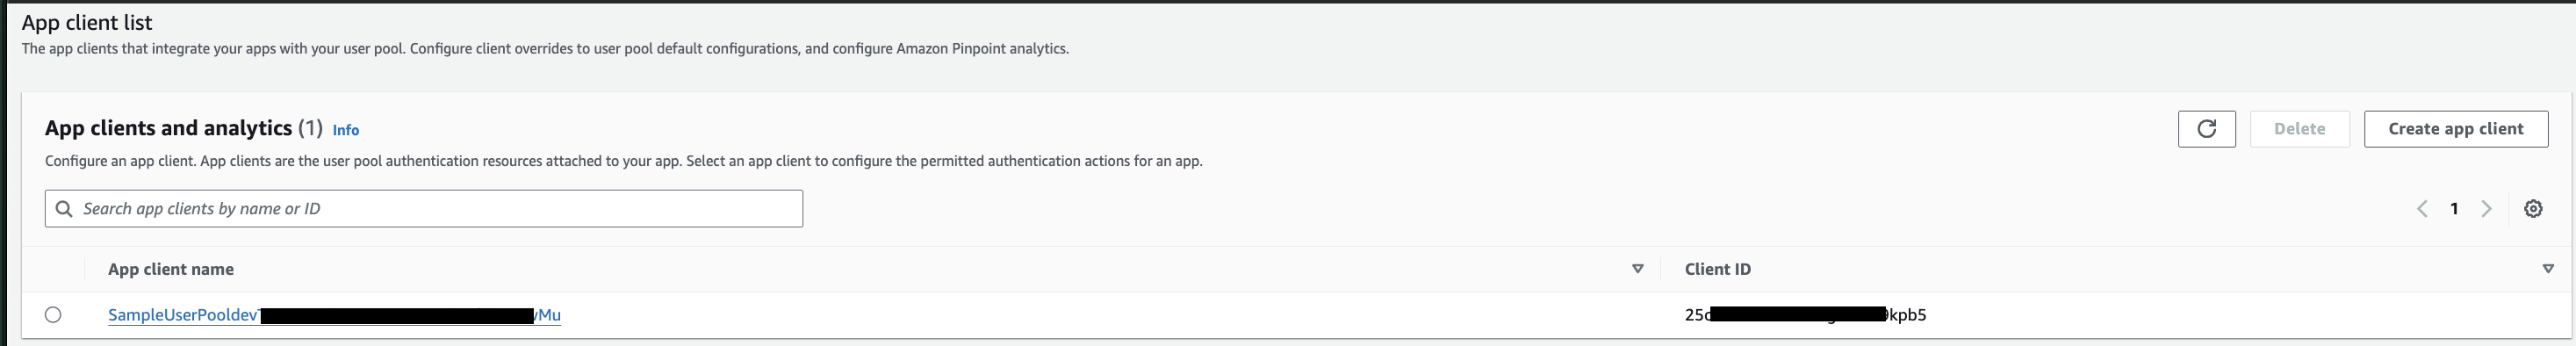 App client list
The app clients that integrate your apps with your user pool. Configure client overrides to user pool default configurations, and configure Amazon Pinpoint analytics.
App clients and analytics (1) Info
Delete
Create app client
Configure an app client. App clients are the user pool authentication resources attached to your app. Select an app client to configure the permitted authentication actions for an app.
Search app clients by name or ID
1
App client name
Client ID
SampleUserPooldev
Mu
25
kpb5